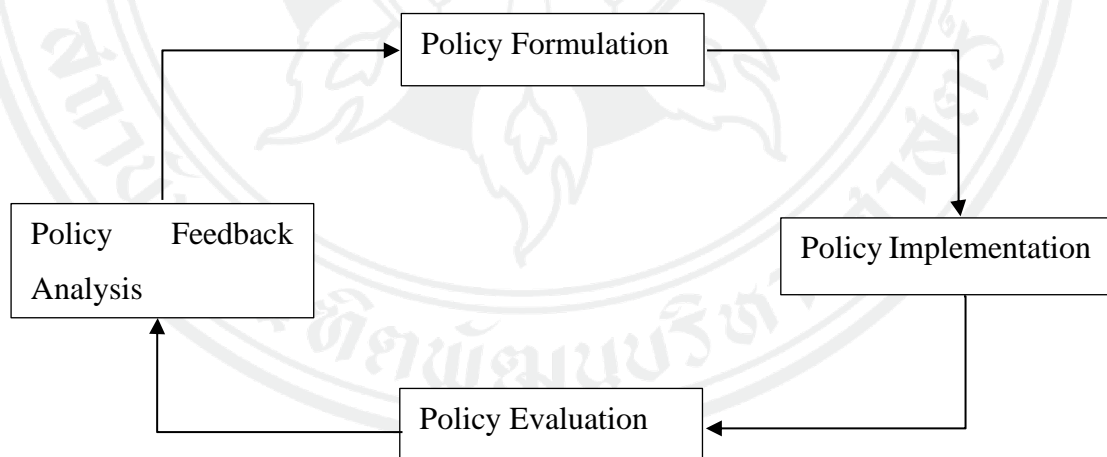 Policy Formulation
Policy Feedback
Analysis
Policy Implementation
Policy Evaluation